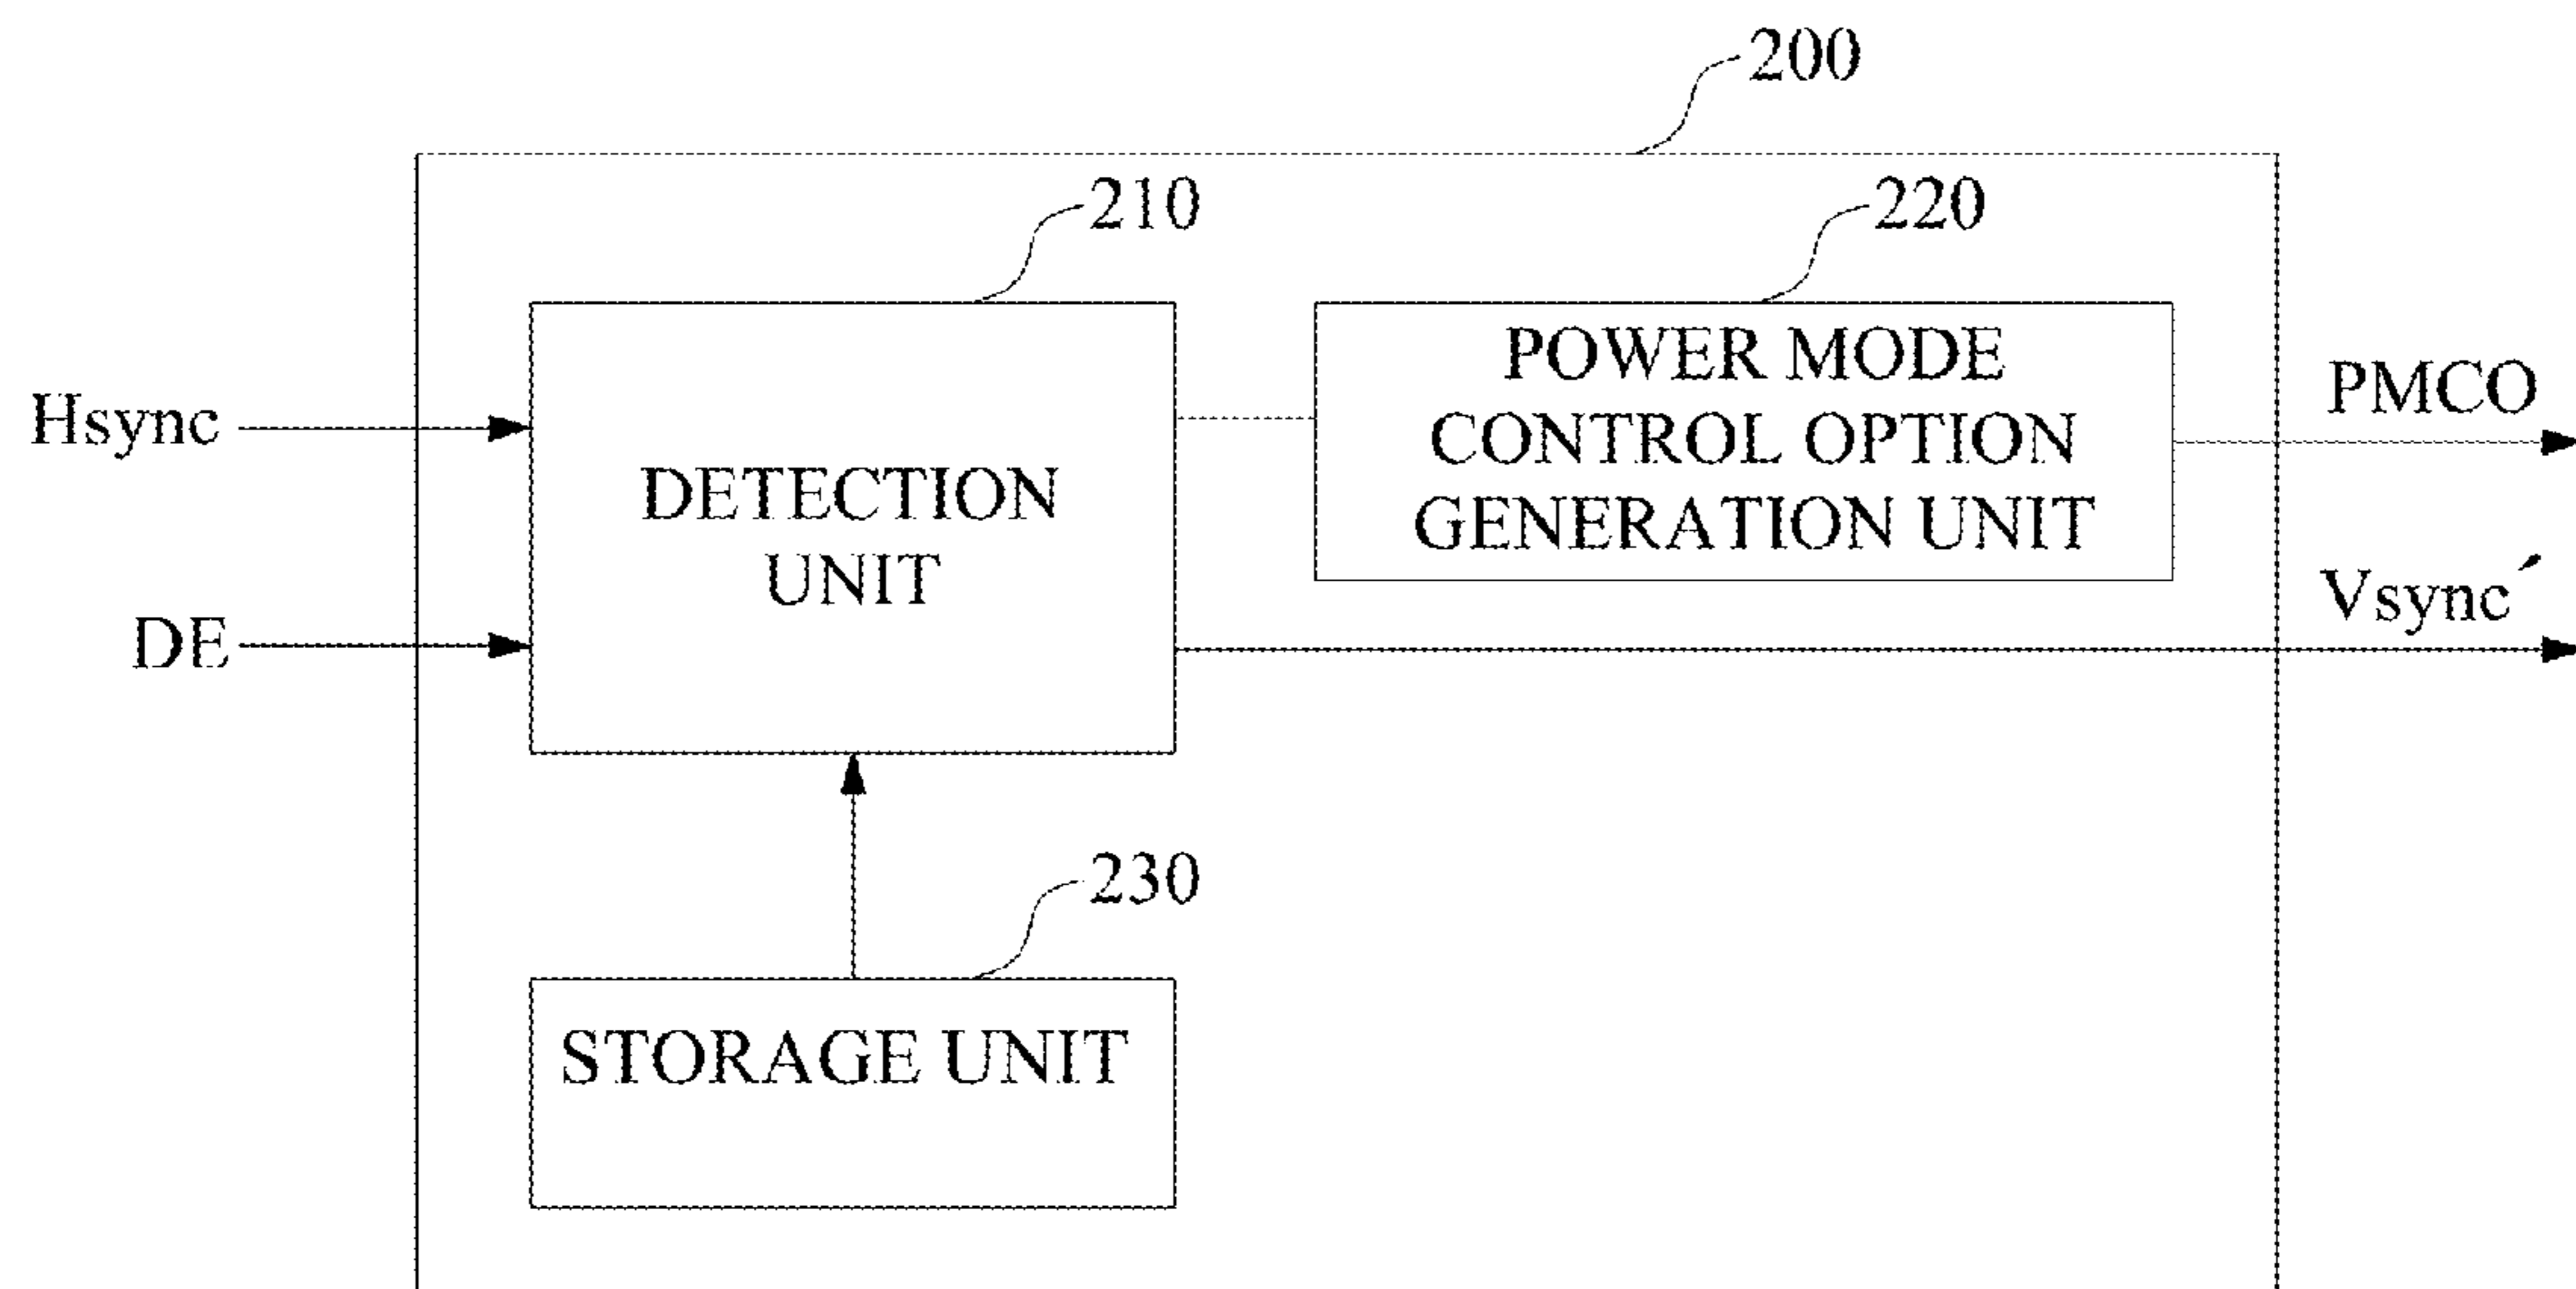 200
210
220
POWER MODE
CONTROL OPTION
GENERATION UNIT
PMCO
Hsync
DETECTION
UNIT
Vsync´
DE
230
STORAGE UNIT